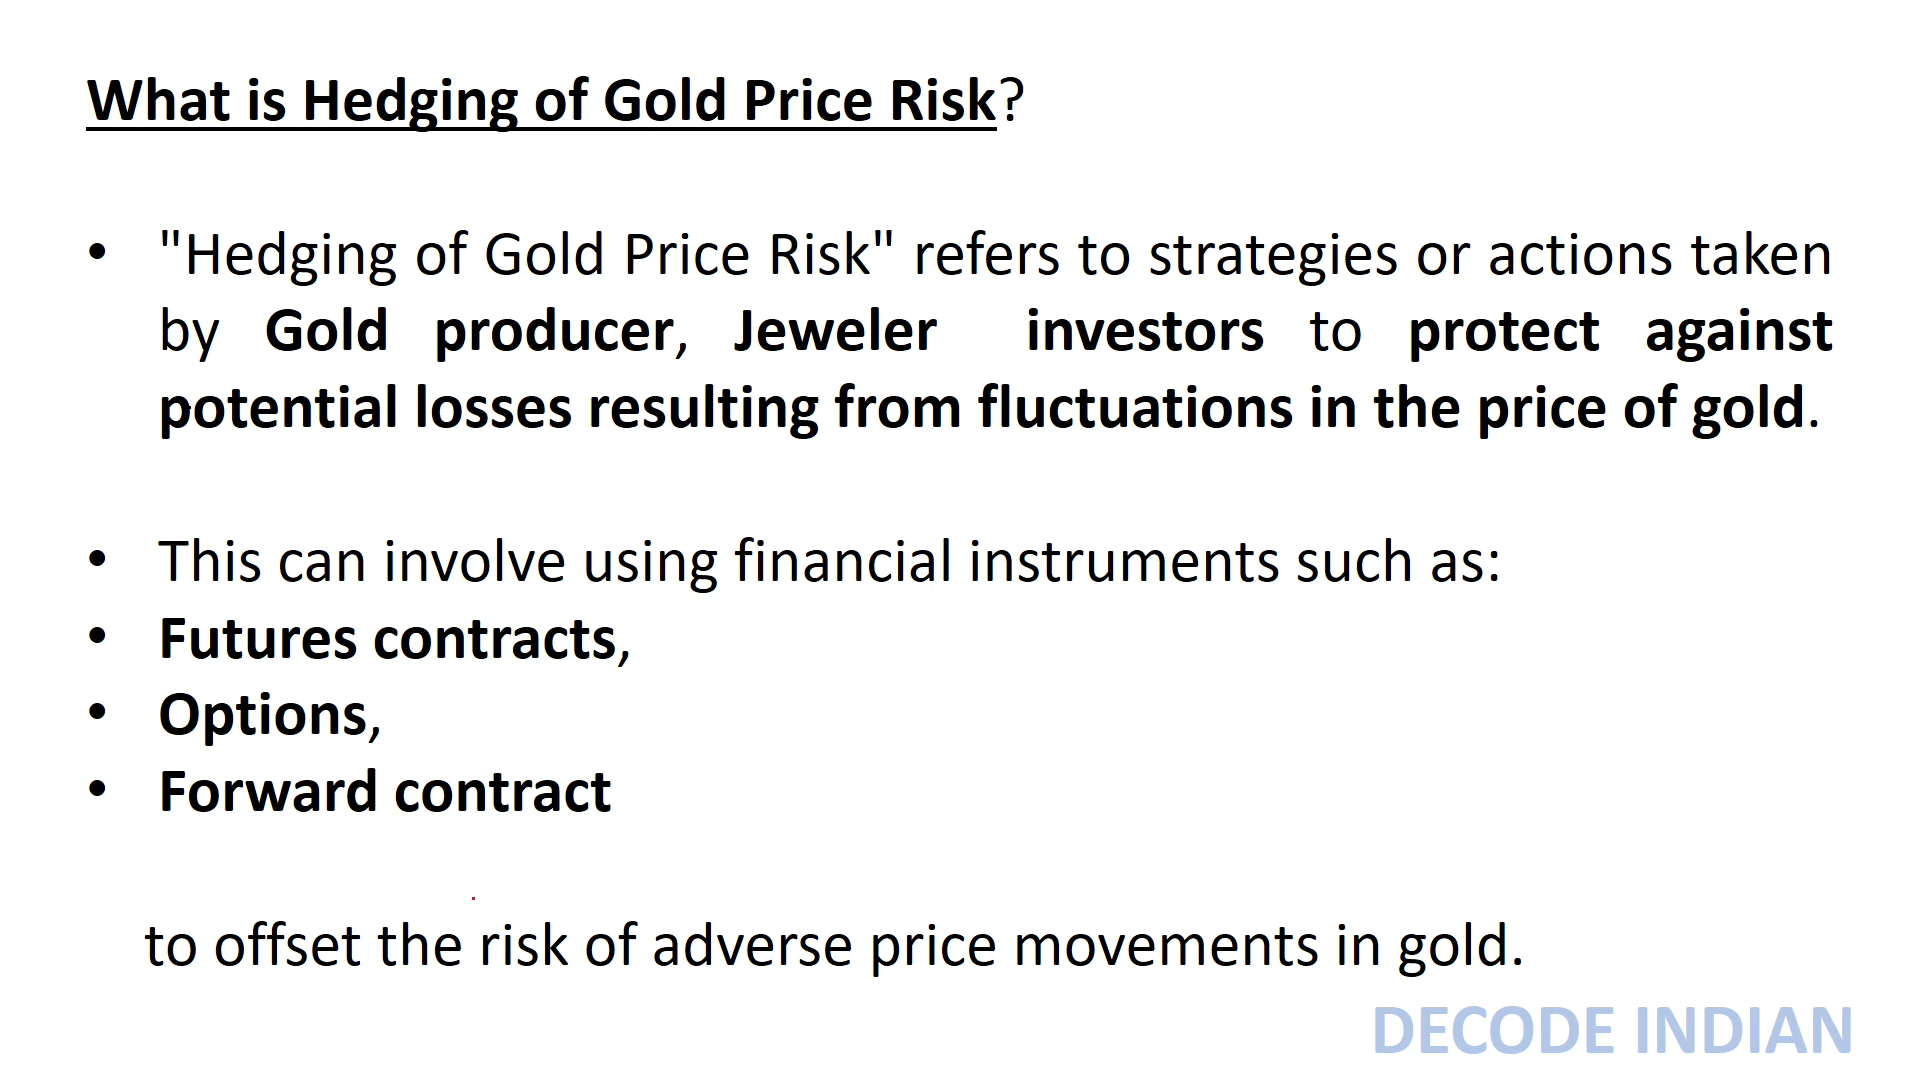 What is Hedging of Gold Price Risk?
• "Hedging of Gold Price Risk" refers to strategies or actions taken
by Gold producer, Jeweler investors to protect against
potential losses resulting from fluctuations in the price of gold.
• This can involve using financial instruments such as:
• Futures contracts,
• Options,
• Forward contract
to offset the risk of adverse price movements in gold.
DECODE INDIAN